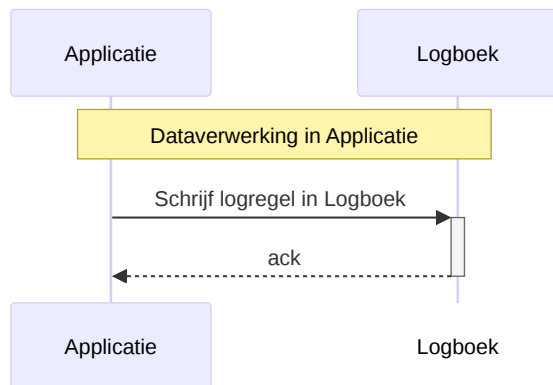 Applicatie
Logboek
Dataverwerking in Applicatie
Schrijf logregel in Logboek
ack
Applicatie
Logboek